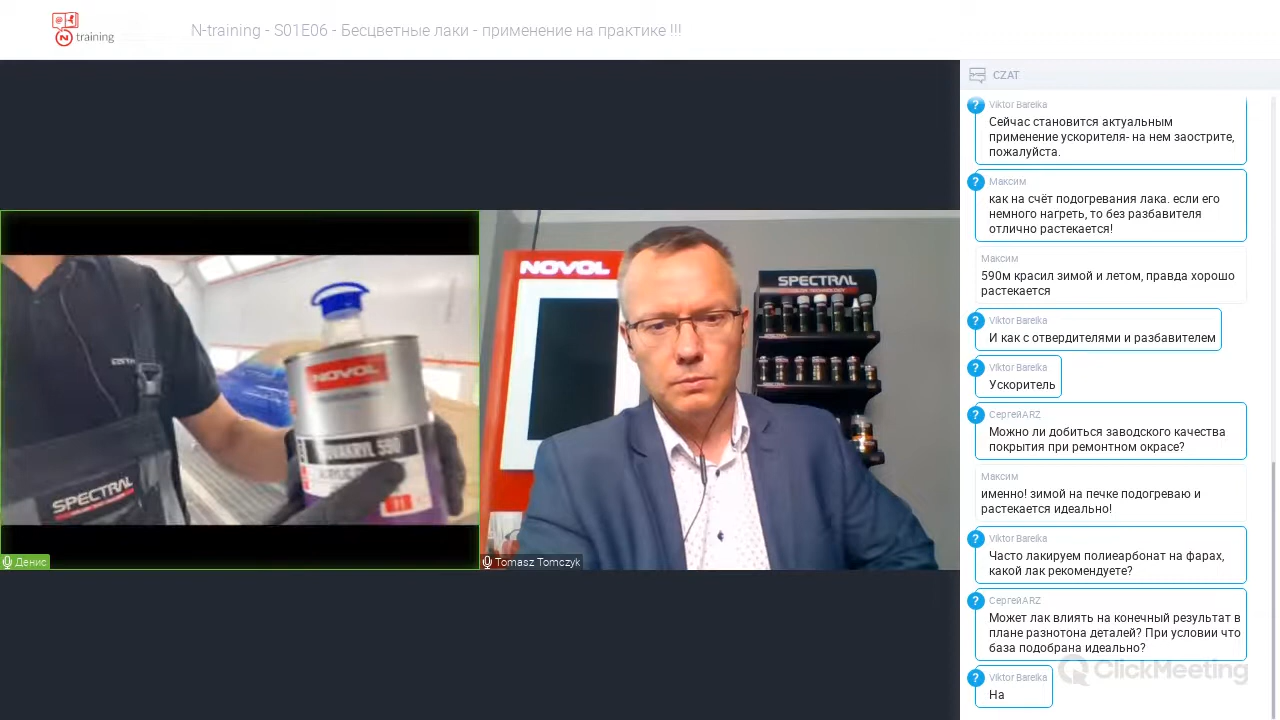 training
N-training - S01E06 - Бесцветные лаки - применение на практике !!!
CZAT
Viktor Bareika
Сейчас становится актуальным
применение ускорителя- на нем заострите,
пожалуйста.
Максим
как на счёт подогревания лака. если его
немного нагреть, то без разбавителя
отлично растекается!
Максим
590м красил зимой и летом, правда хорошо
растекается
Viktor Bareika
И как с отвердителями и разбавителем
Viktor Bareika
Ускоритель
СергейARZ
Можно ли добиться заводского качества
покрытия при ремонтном окрасе?
Максим
именно! зимой на печке подогреваю и
растекается идеально!
Viktor Bareika
Часто лакируем полиеарбонат на фарах,
какой лак рекомендуете?
СергейARZ
Может лак влиять на конечный результат в
плане разнотона деталей? При условии что
база подобрана идеально?
Viktor Bareika
На
ClickMeeting
NOVOL
NOVAKRYL 590
SPECTRAL
Денис
NOVOL
SPECTRAL
Tomasz Tomczyk